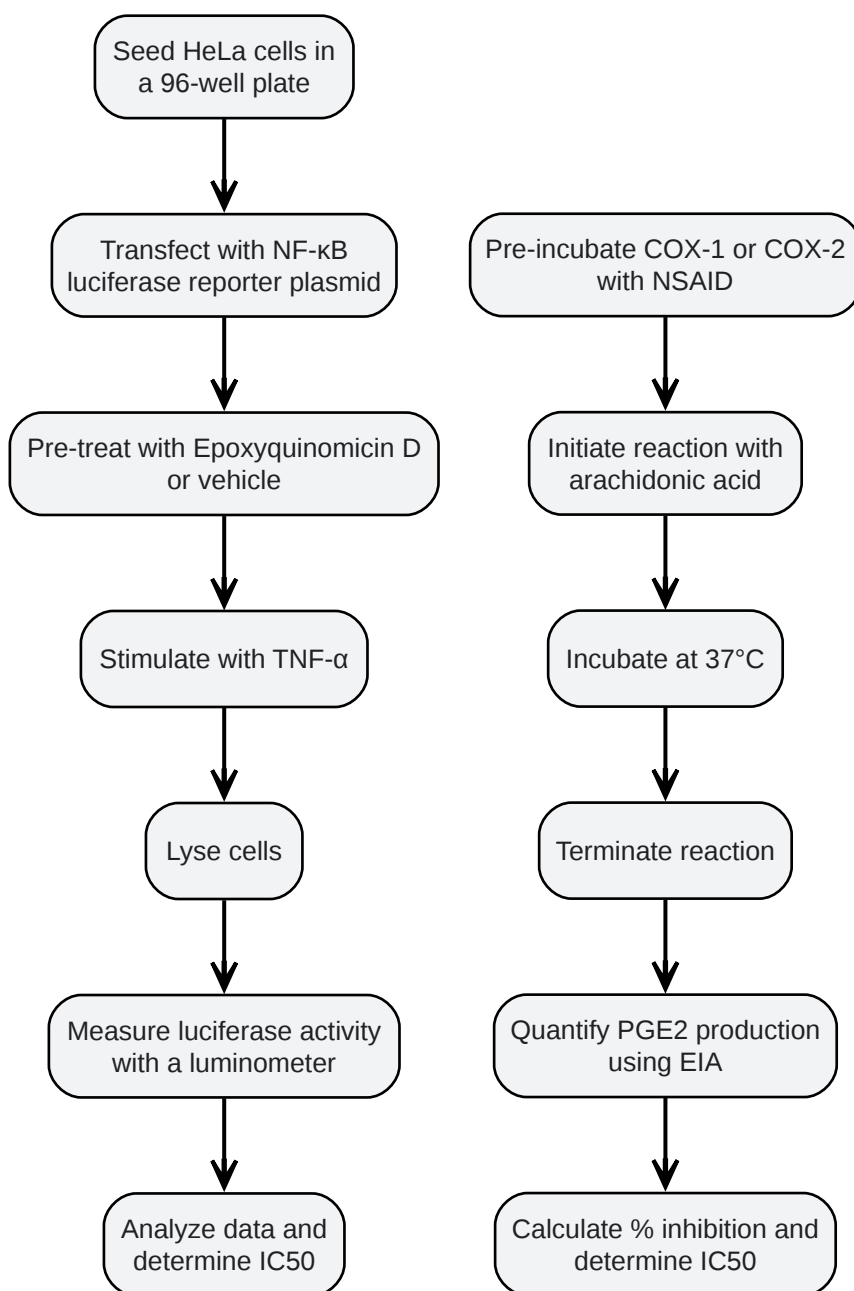 Seed HeLa cells in
a 96-well plate
Transfect with NF-κB
luciferase reporter plasmid
Pre-treat with Epoxyquinomicin D
or vehicle
Stimulate with TNF-α
Lyse cells
Measure luciferase activity
with a luminometer
Analyze data and
determine IC50
Pre-incubate COX-1 or COX-2
with NSAID
Initiate reaction with
arachidonic acid
Incubate at 37°C
Terminate reaction
Quantify PGE2 production
using EIA
Calculate % inhibition and
determine IC50